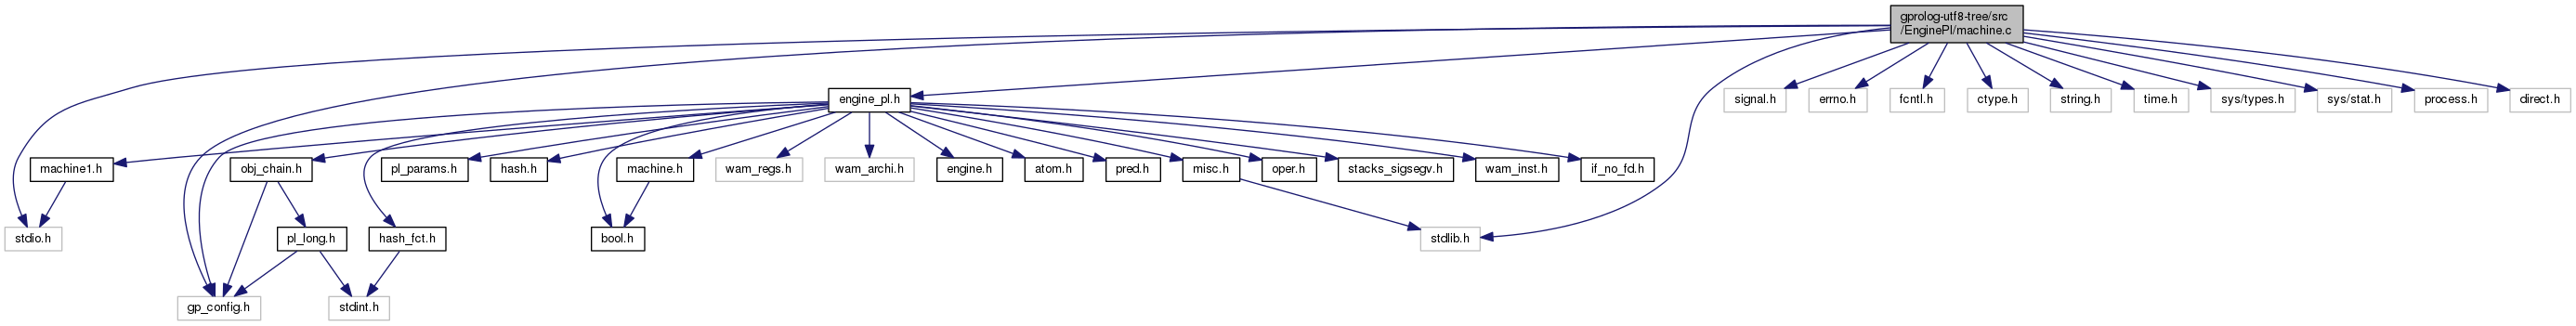 gprolog-utf8-tree/src
/EnginePl/machine.c
engine_pl.h
signal.h
errno.h
fcntl.h
ctype.h
string.h
time.h
sys/types.h
sys/stat.h
process.h
direct.h
machine1.h
obj_chain.h
pl_params.h
hash.h
machine.h
wam_regs.h
wam_archi.h
engine.h
atom.h
pred.h
misc.h
oper.h
stacks_sigsegv.h
wam_inst.h
if_no_fd.h
stdio.h
pl_long.h
hash_fct.h
bool.h
stdlib.h
gp_config.h
stdint.h